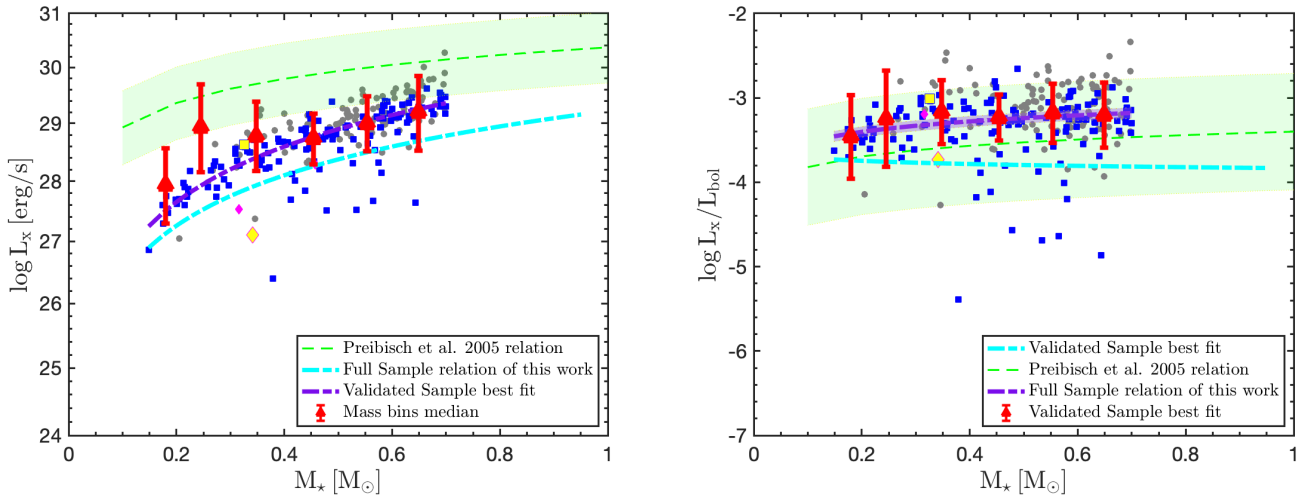 31
30
29
28
27
26
25
24
0
0.2
0.4
0.6
0.8
1
log Lₓ [erg/s]
M⋆ [M⊙]
Preibisch et al. 2005 relation
Full Sample relation of this work
Validated Sample best fit
Mass bins median
-2
-3
-4
-5
-6
-7
0
0.2
0.4
0.6
0.8
1
log Lₓ/L_bol
M⋆ [M⊙]
Validated Sample best fit
Preibisch et al. 2005 relation
Full Sample relation of this work
Validated Sample best fit